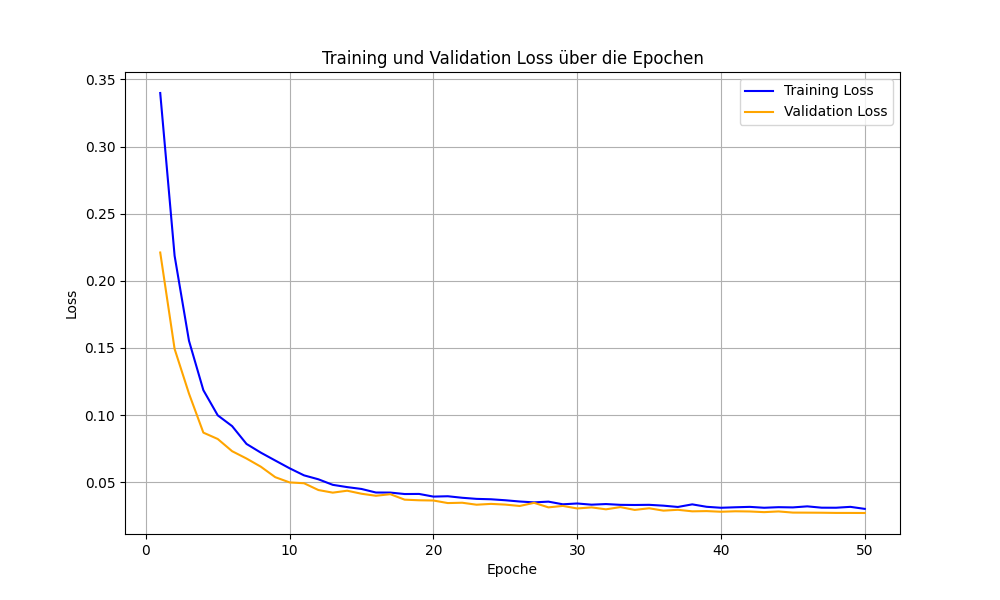 Training und Validation Loss über die Epochen
Training Loss
Validation Loss
Loss
0.35
0.30
0.25
0.20
0.15
0.10
0.05
0 10 20 30 40 50
Epoche